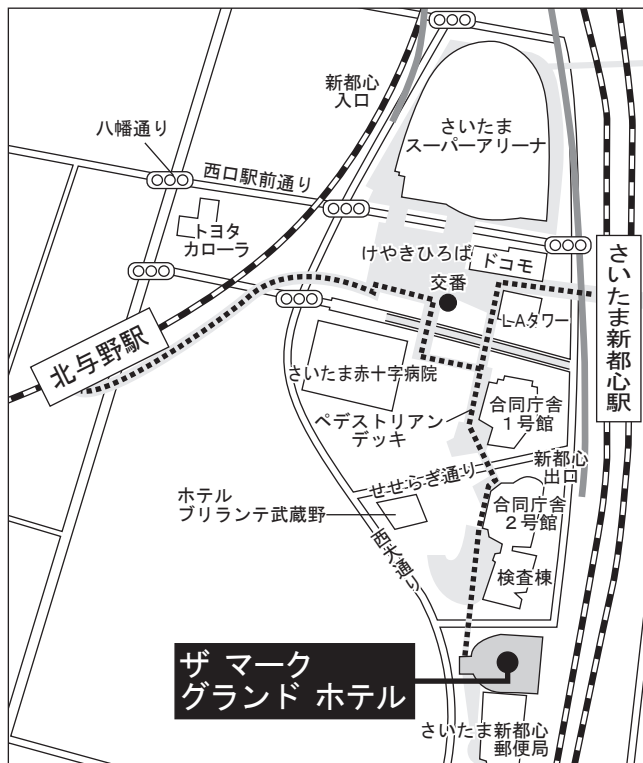 新都心
入口
さいたま
スーパーアリーナ
八幡通り
西口駅前通り
トヨタ
カローラ
けやきひろば
ドコモ
交番
L-Aタワー
さいたま新都心駅
北与野駅
さいたま赤十字病院
合同庁舎
1号館
ペデストリアン
デッキ
新都心
出口
せせらぎ通り
ホテル
ブリランテ武蔵野
合同庁舎
2号館
西大通り
検査棟
ザ マーク
グランド ホテル
さいたま新都心
郵便局